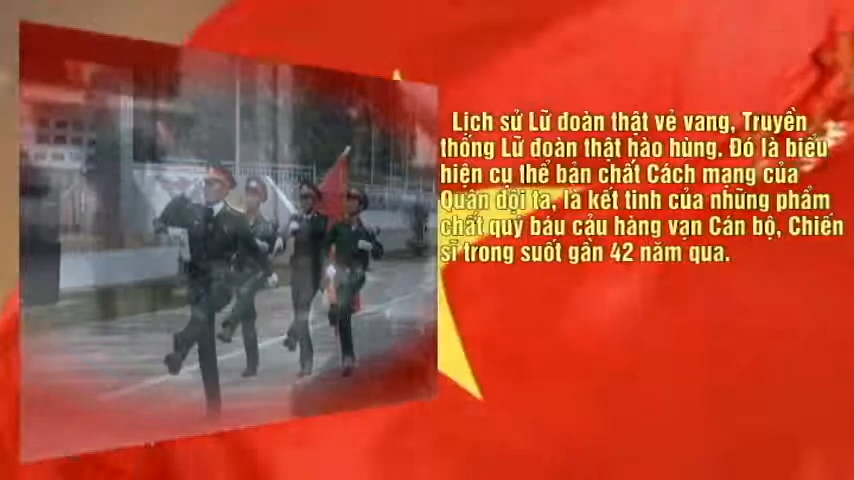 Lịch sử Lữ đoàn thật vẻ vang, Truyền
thống Lữ đoàn thật hào hùng. Đó là biểu
hiện cụ thể bản chất Cách mạng của
Quân dội ta, là kết tinh của những phẩm
chất quý báu cảu hàng vạn Cán bộ, Chiến
sĩ trong suốt gần 42 năm qua.